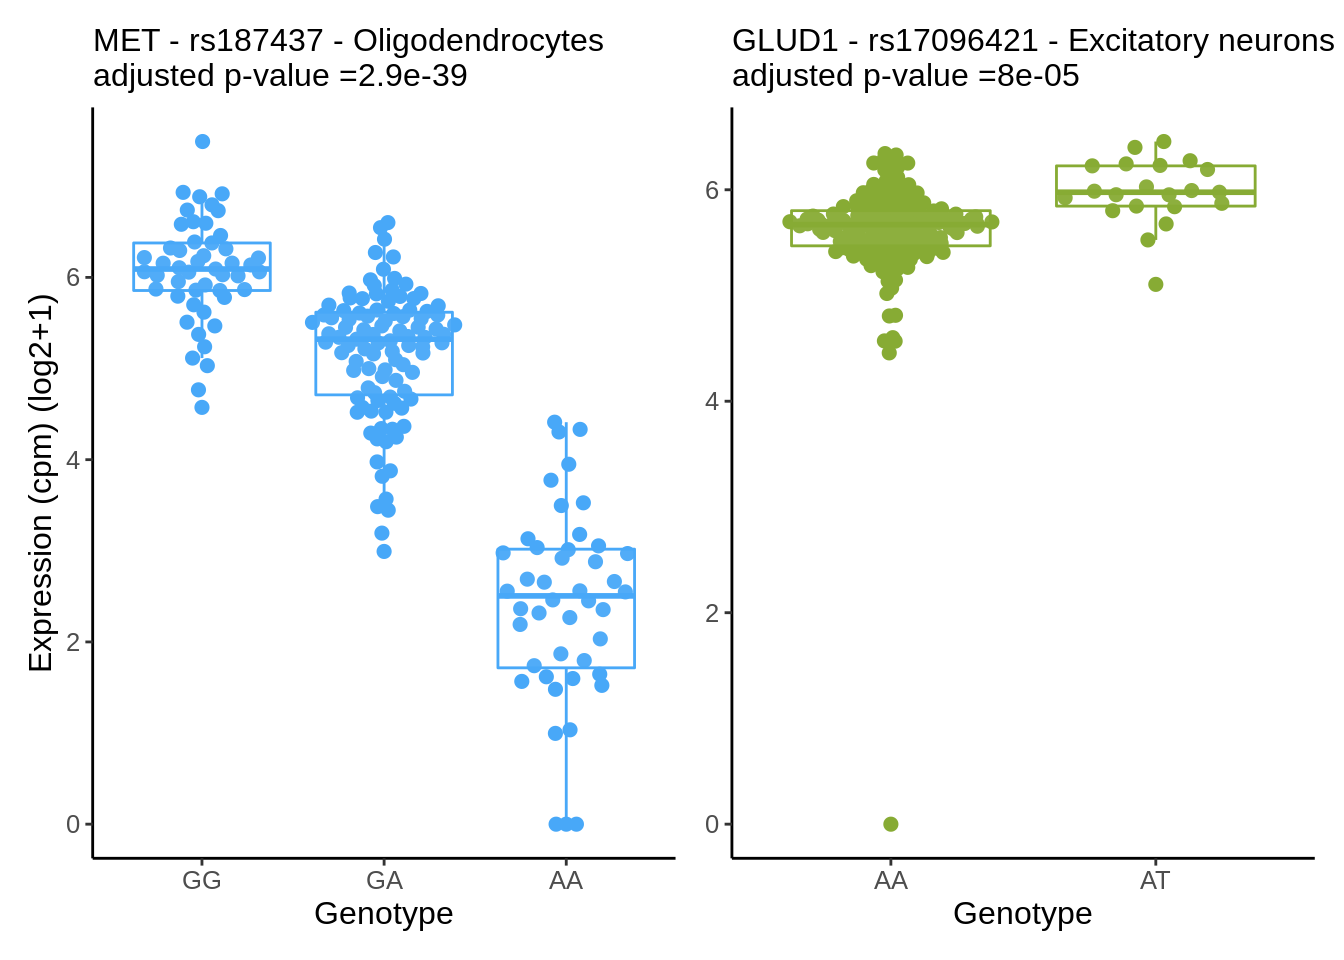 MET - rs187437 - Oligodendrocytes
adjusted p-value =2.9e-39
Expression (cpm) (log2+1)
6
4
2
0
GG GA AA
Genotype
GLUD1 - rs17096421 - Excitatory neurons
adjusted p-value =8e-05
6
4
2
0
AA AT
Genotype